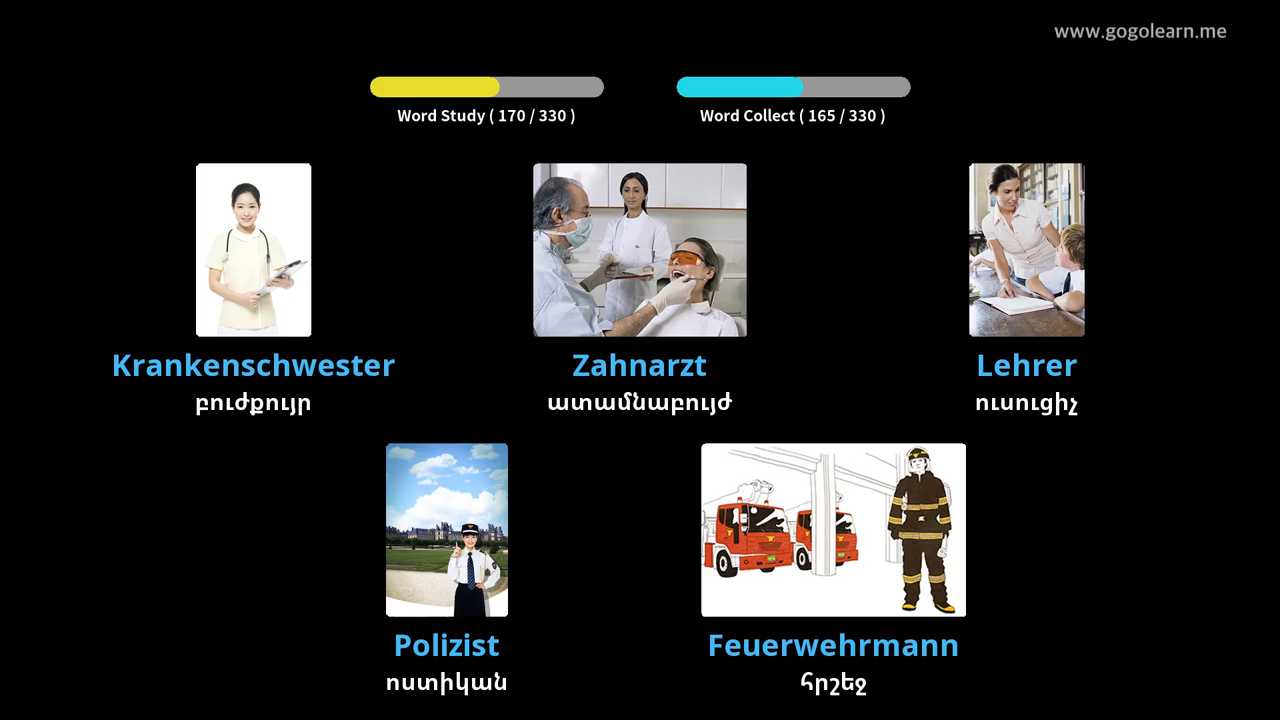 www.gogolearn.me
Word Study ( 170 / 330 )
Word Collect ( 165 / 330 )
Krankenschwester
բուժքույր
Zahnarzt
ատամնաբույժ
Lehrer
ուսուցիչ
Polizist
ոստիկան
Feuerwehrmann
հրշեջ